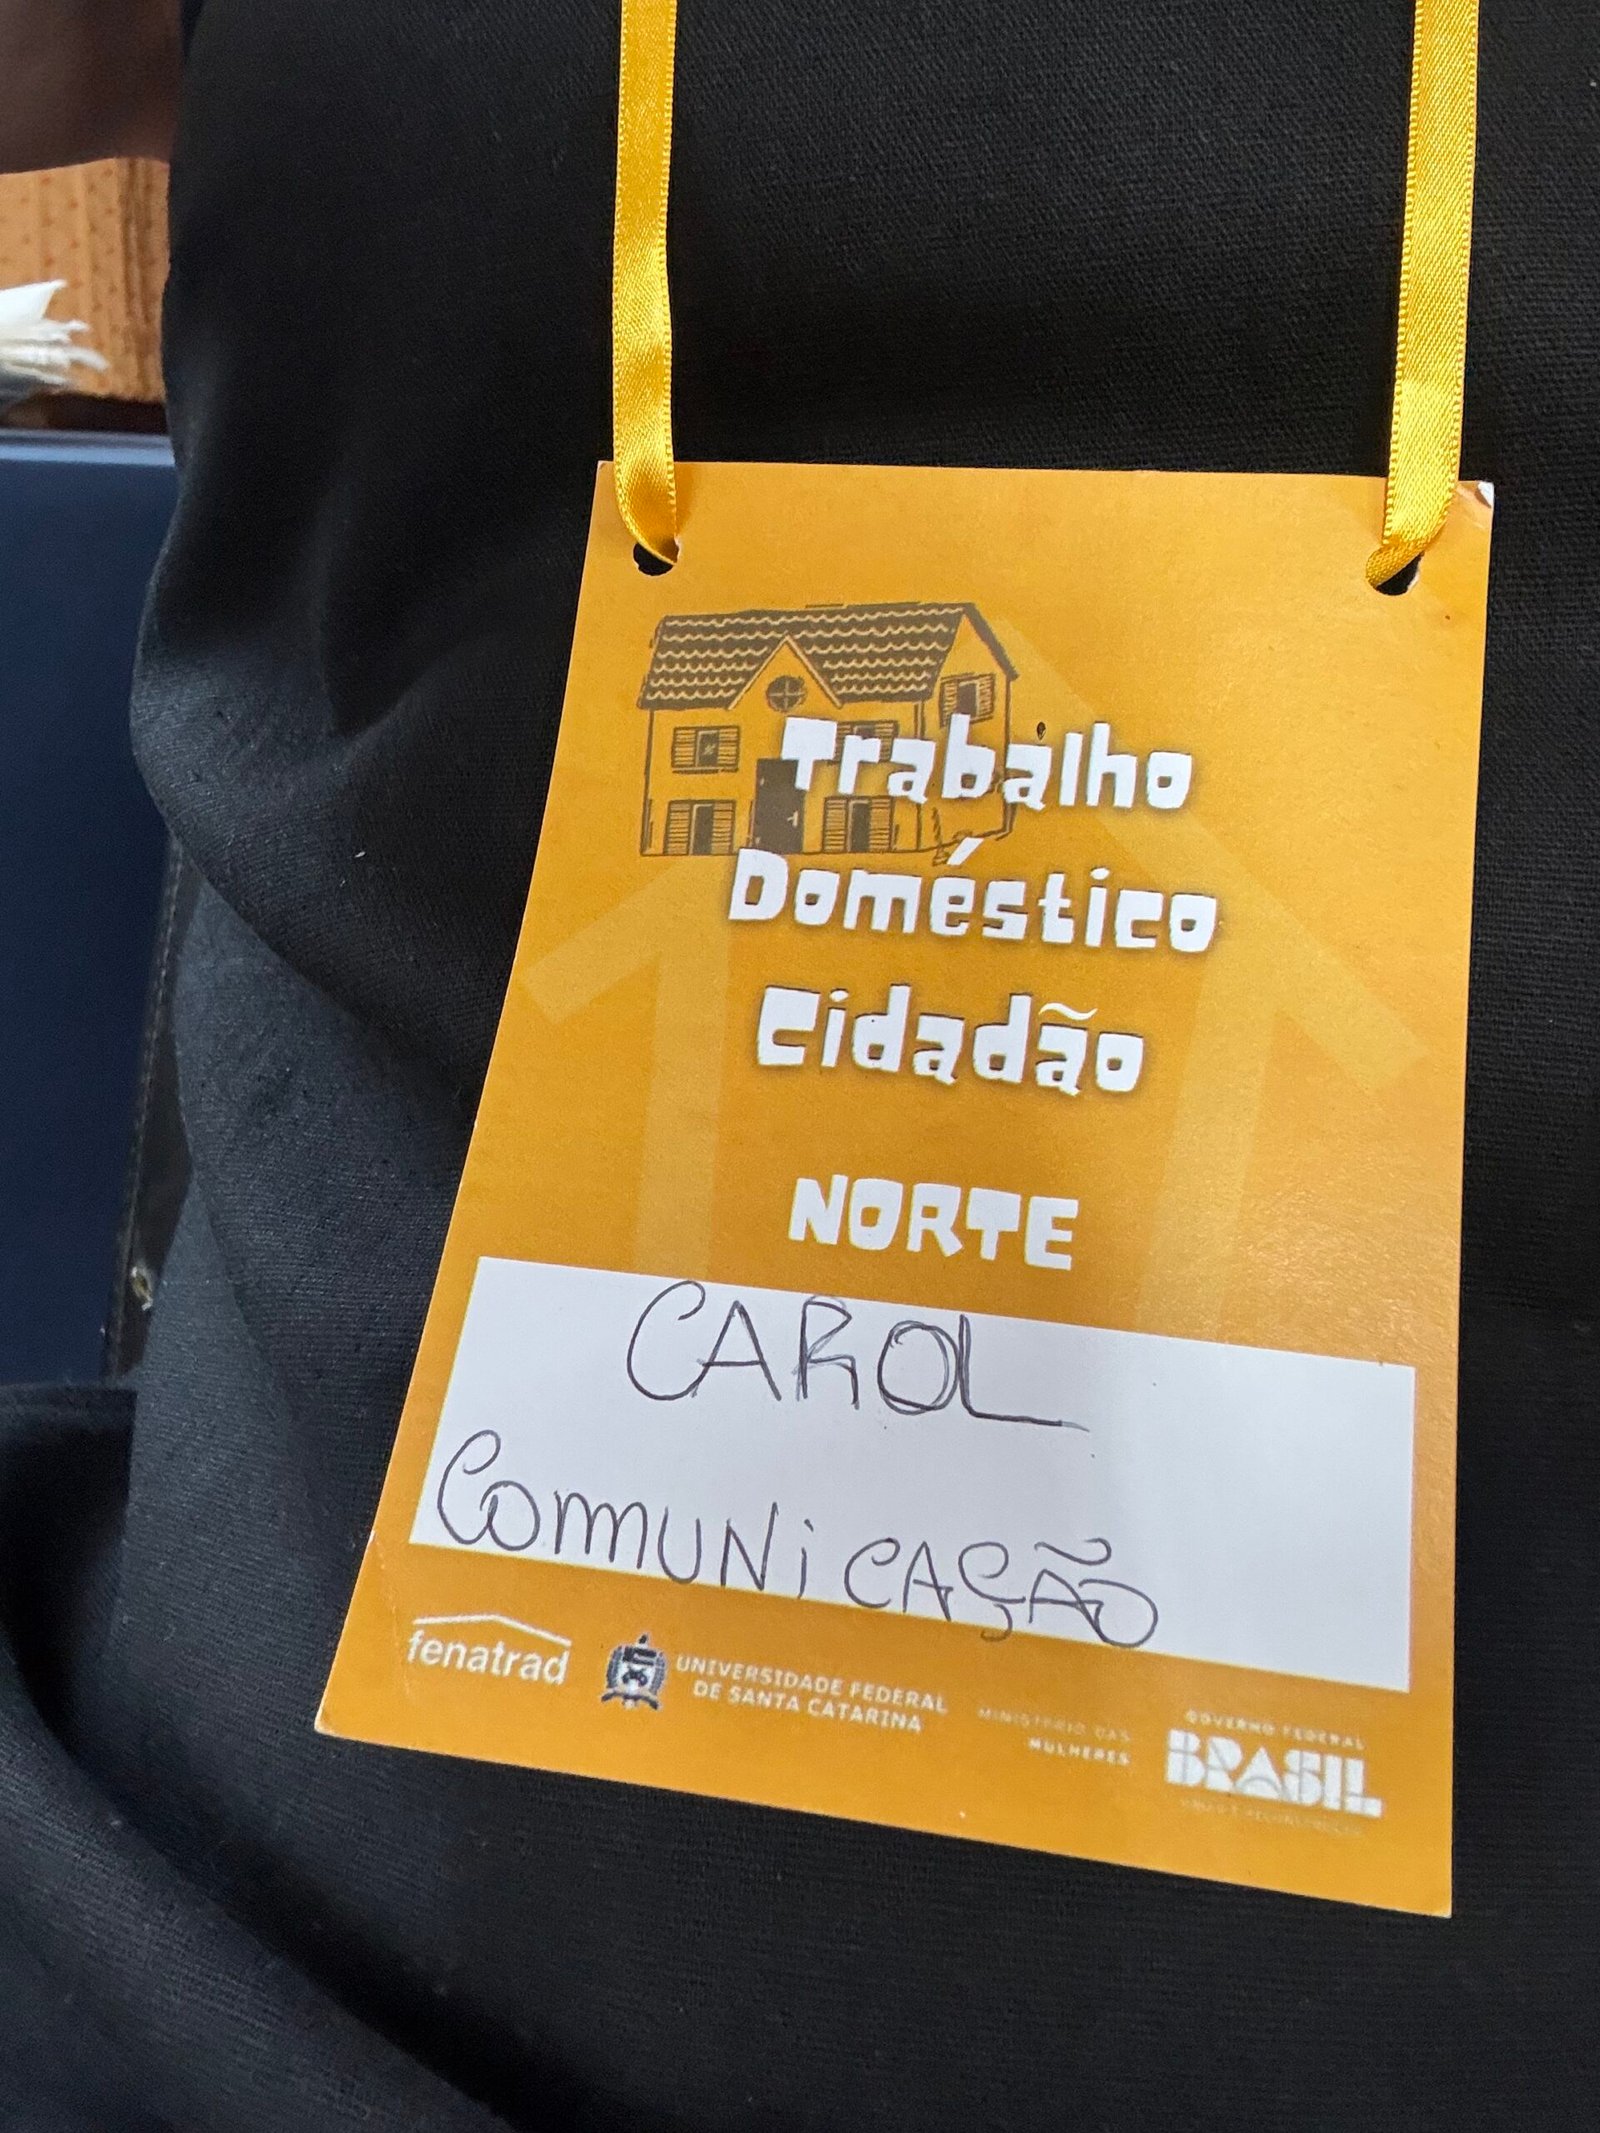 Trabalho
Doméstico
Cidadão
NORTE
CAROL
COMMUNiCAÇÃO
fenatrad
UNIVERSIDADE FEDERAL
DE SANTA CATARINA
MINISTÉRIO DAS
MULHERES
GOVERNO FEDERAL
BRASIL